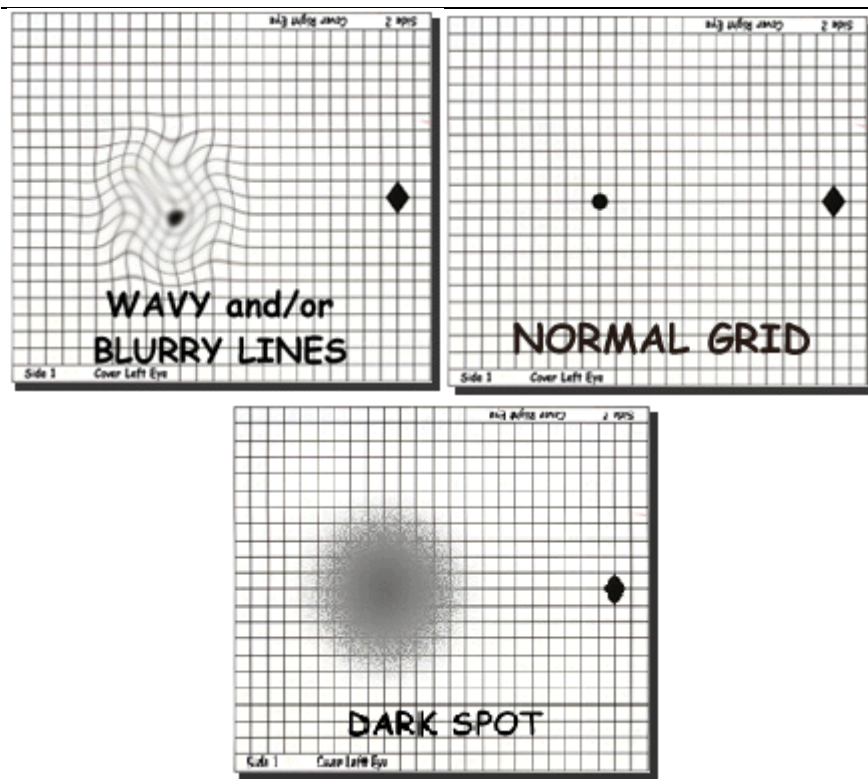 Side 2 Cover Right Eye
WAVY and/or
BLURRY LINES
Side 1 Cover Left Eye
Side 2 Cover Right Eye
NORMAL GRID
Side 1 Cover Left Eye
Side 2 Cover Right Eye
DARK SPOT
Side 1 Cover Left Eye